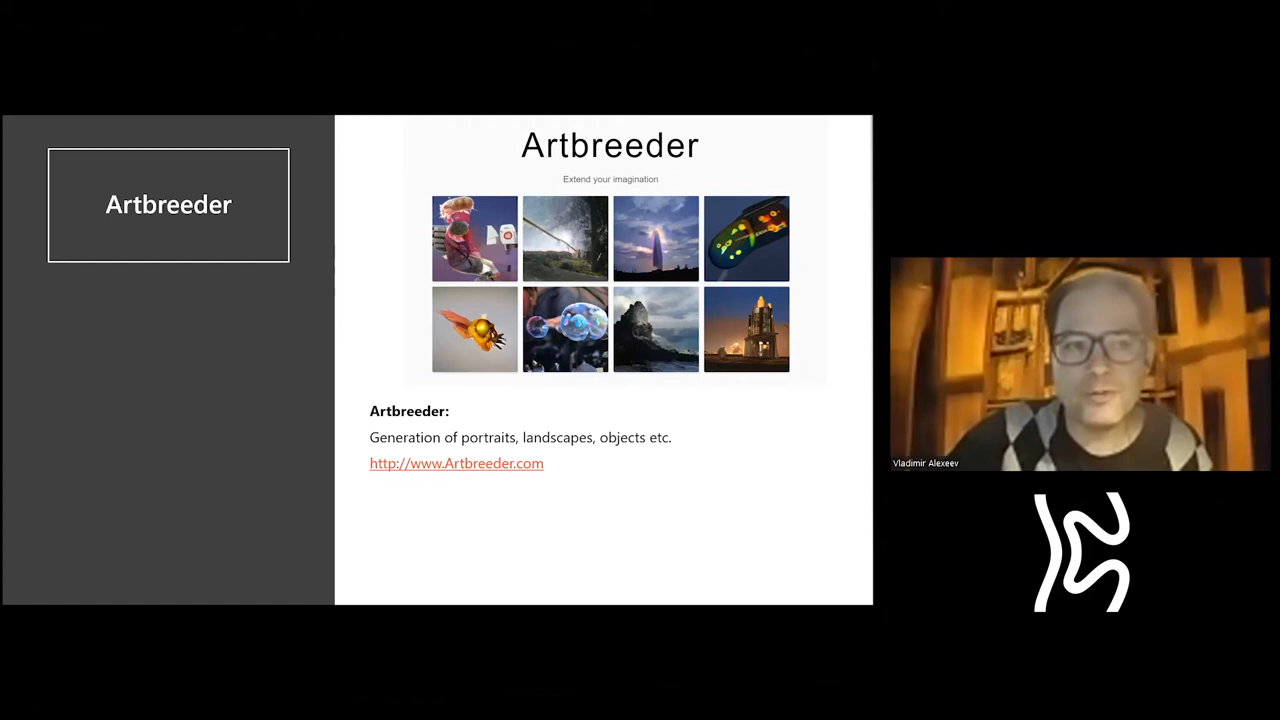 Artbreeder
Artbreeder
Extend your imagination
Artbreeder:
Generation of portraits, landscapes, objects etc.
http://www.Artbreeder.com
Vladimir Alexeev